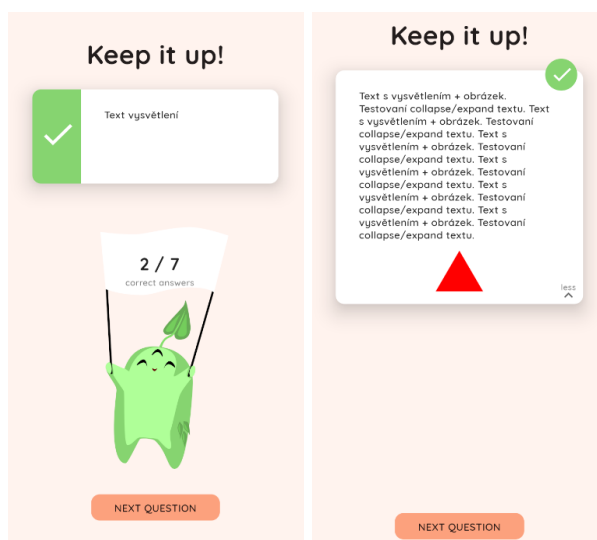 Keep it up!
Text vysvětlení
2 / 7
correct answers
NEXT QUESTION
Keep it up!
Text s vysvětlením + obrázek.
Testovaní collapse/expand textu. Text
s vysvětlením + obrázek. Testovaní
collapse/expand textu. Text s
vysvětlením + obrázek. Testovaní
collapse/expand textu. Text s
vysvětlením + obrázek. Testovaní
collapse/expand textu. Text s
vysvětlením + obrázek. Testovaní
collapse/expand textu. Text s
vysvětlením + obrázek. Testovaní
collapse/expand textu.
less
NEXT QUESTION